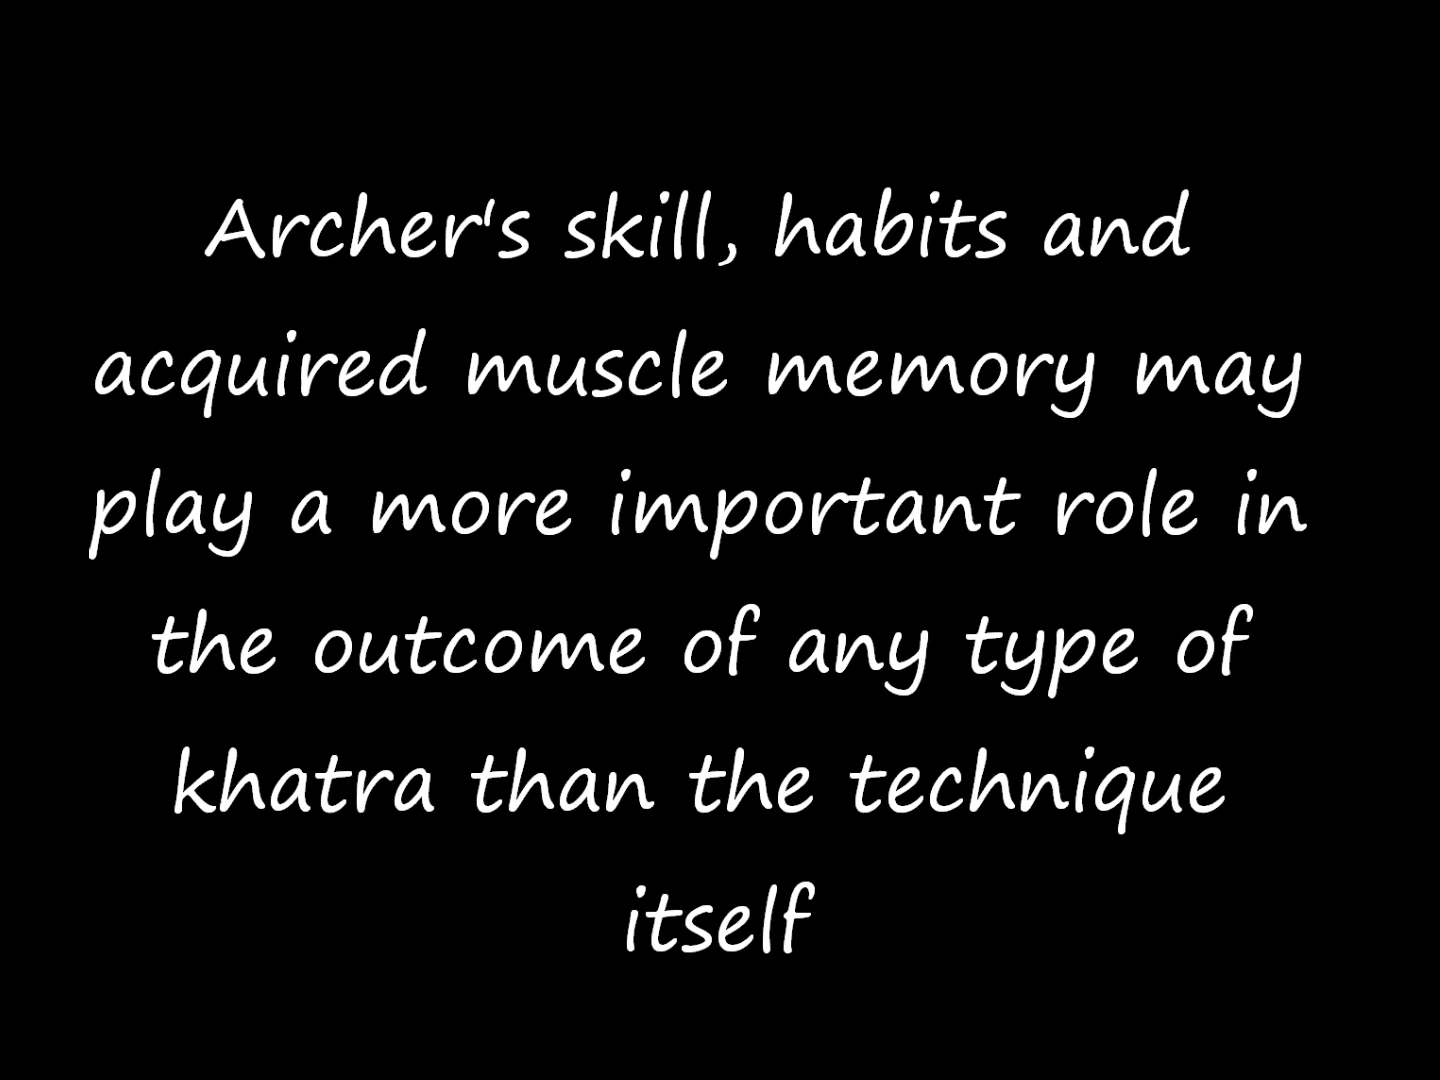 Archer's skill, habits and
acquired muscle memory may
play a more important role in
the outcome of any type of
khatra than the technique
itself